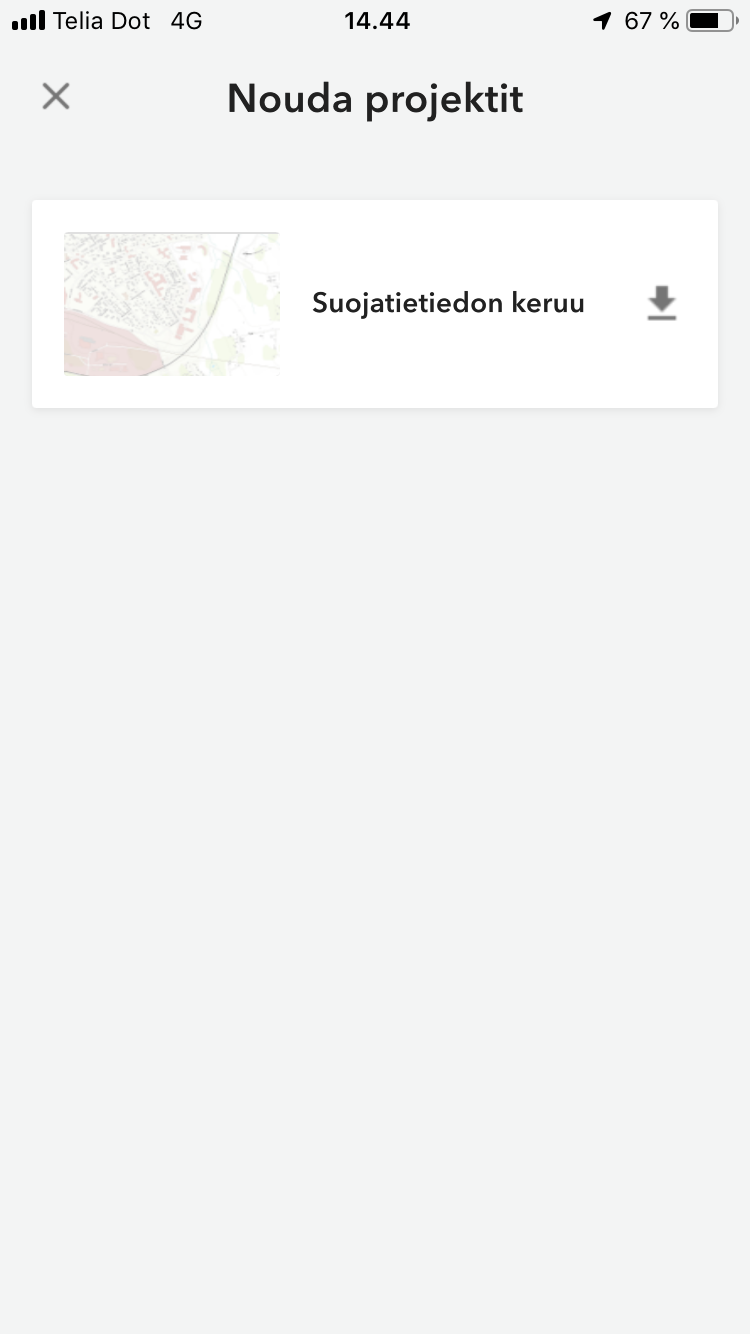 Telia Dot 4G 14.44 67 %
Nouda projektit
Suojatietiedon keruu